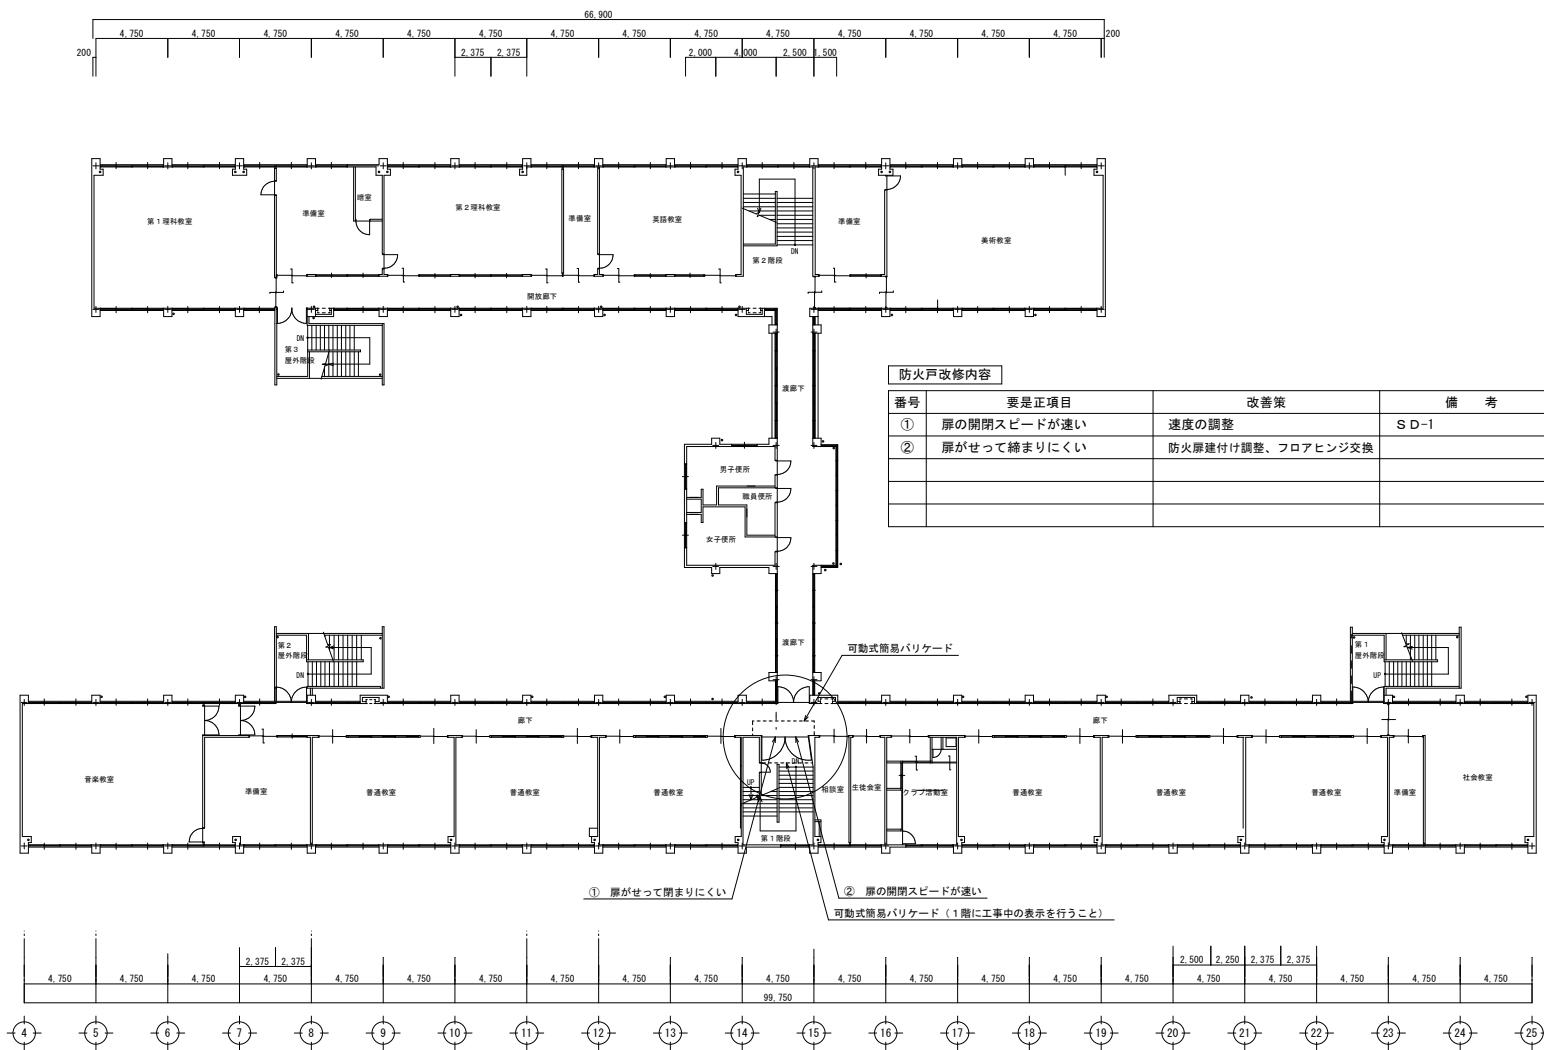 66,900
4,750 4,750 4,750 4,750 4,750 4,750 4,750 4,750 4,750 4,750 4,750 4,750 4,750 4,750 200
200 2,375 2,375 2,000 4,000 2,500 1,500
第1理科教室
準備室
暗室
第2理科教室
準備室
英語教室
DN
第2階段
準備室
美術教室
開放廊下
DN
第3
屋外階段
渡廊下
防火戸改修内容
番号 要是正項目 改善策 備 考
① 扉の開閉スピードが速い 速度の調整 SD-1
② 扉がせって締まりにくい 防火扉建付け調整、フロアヒンジ交換
男子便所
職員便所
女子便所
渡廊下
可動式簡易バリケード
第2
屋外階段
DN
第1
屋外階段
UP
廊下
廊下
音楽教室
準備室
普通教室
普通教室
普通教室
UP
DN
第1階段
相談室
生徒会室
クラブ活動室
普通教室
普通教室
普通教室
準備室
社会教室
① 扉がせって閉まりにくい
② 扉の開閉スピードが速い
可動式簡易バリケード(1階に工事中の表示を行うこと)
2,375 2,375 2,500 2,250 2,375 2,375
4,750 4,750 4,750 4,750 4,750 4,750 4,750 4,750 4,750 4,750 4,750 4,750 4,750 4,750 4,750 4,750 4,750 4,750 4,750 4,750 4,750
99,750
4 5 6 7 8 9 10 11 12 13 14 15 16 17 18 19 20 21 22 23 24 25